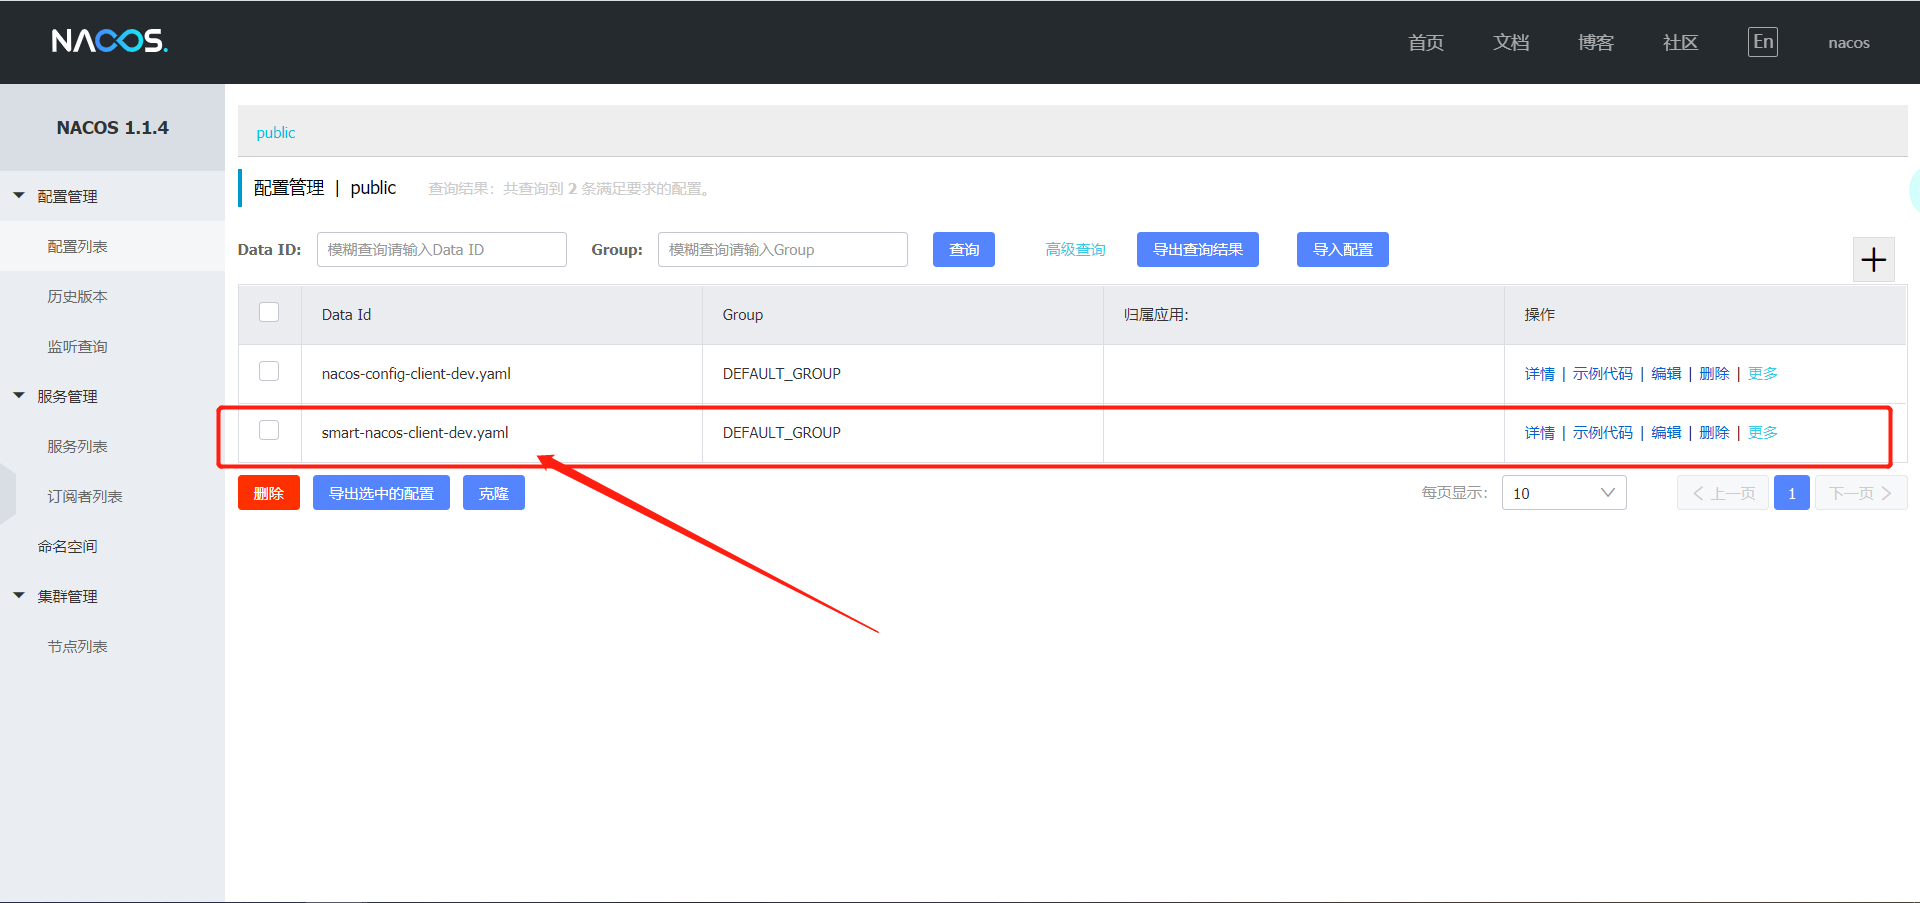 NACOS.
首页 文档 博客 社区 En nacos
NACOS 1.1.4
配置管理
配置列表
历史版本
监听查询
服务管理
服务列表
订阅者列表
命名空间
集群管理
节点列表
public
配置管理 | public 查询结果：共查询到 2 条满足要求的配置。
Data ID: 模糊查询请输入Data ID Group: 模糊查询请输入Group 查询 高级查询 导出查询结果 导入配置
Data Id Group 归属应用: 操作
nacos-config-client-dev.yaml DEFAULT_GROUP 详情 | 示例代码 | 编辑 | 删除 | 更多
smart-nacos-client-dev.yaml DEFAULT_GROUP 详情 | 示例代码 | 编辑 | 删除 | 更多
删除 导出选中的配置 克隆 每页显示: 10 上一页 1 下一页